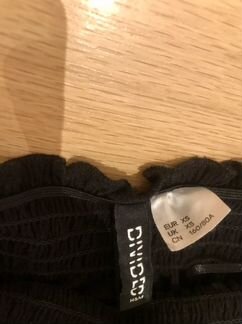 DIVIDED
H&M
EUR XS
UK XS
CN 160/80A